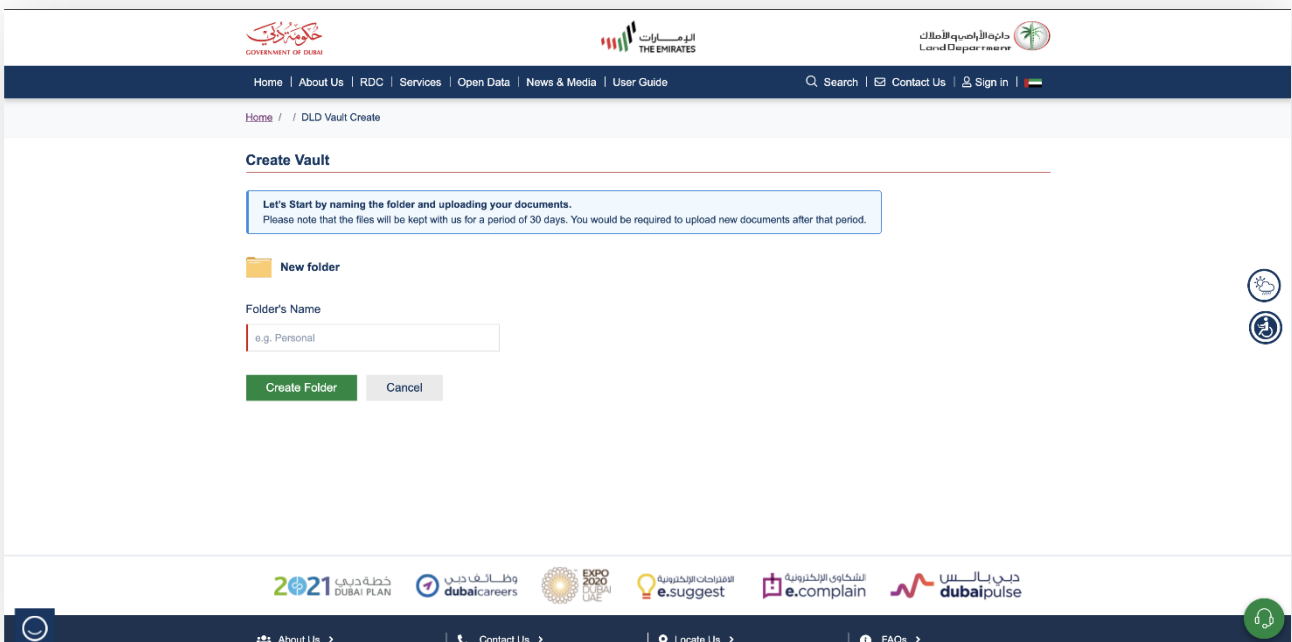 حكومة دبي
GOVERNMENT OF DUBAI
الإمارات
THE EMIRATES
دائرة الأراضي والأملاك
Land Department
Home | About Us | RDC | Services | Open Data | News & Media | User Guide
Search | Contact Us | Sign in |
Home / / DLD Vault Create
Create Vault
Let's Start by naming the folder and uploading your documents.
Please note that the files will be kept with us for a period of 30 days. You would be required to upload new documents after that period.
New folder
Folder's Name
e.g. Personal
Create Folder
Cancel
2021
خطة دبي
DUBAI PLAN
وظائف دبي
dubaicareers
EXPO
2020
DUBAI
UAE
الاقتراحات الإلكترونية
e.suggest
الشكاوى الإلكترونية
e.complain
دبي بالس
dubaipulse
About Us >
Contact Us >
Locate Us >
FAQs >